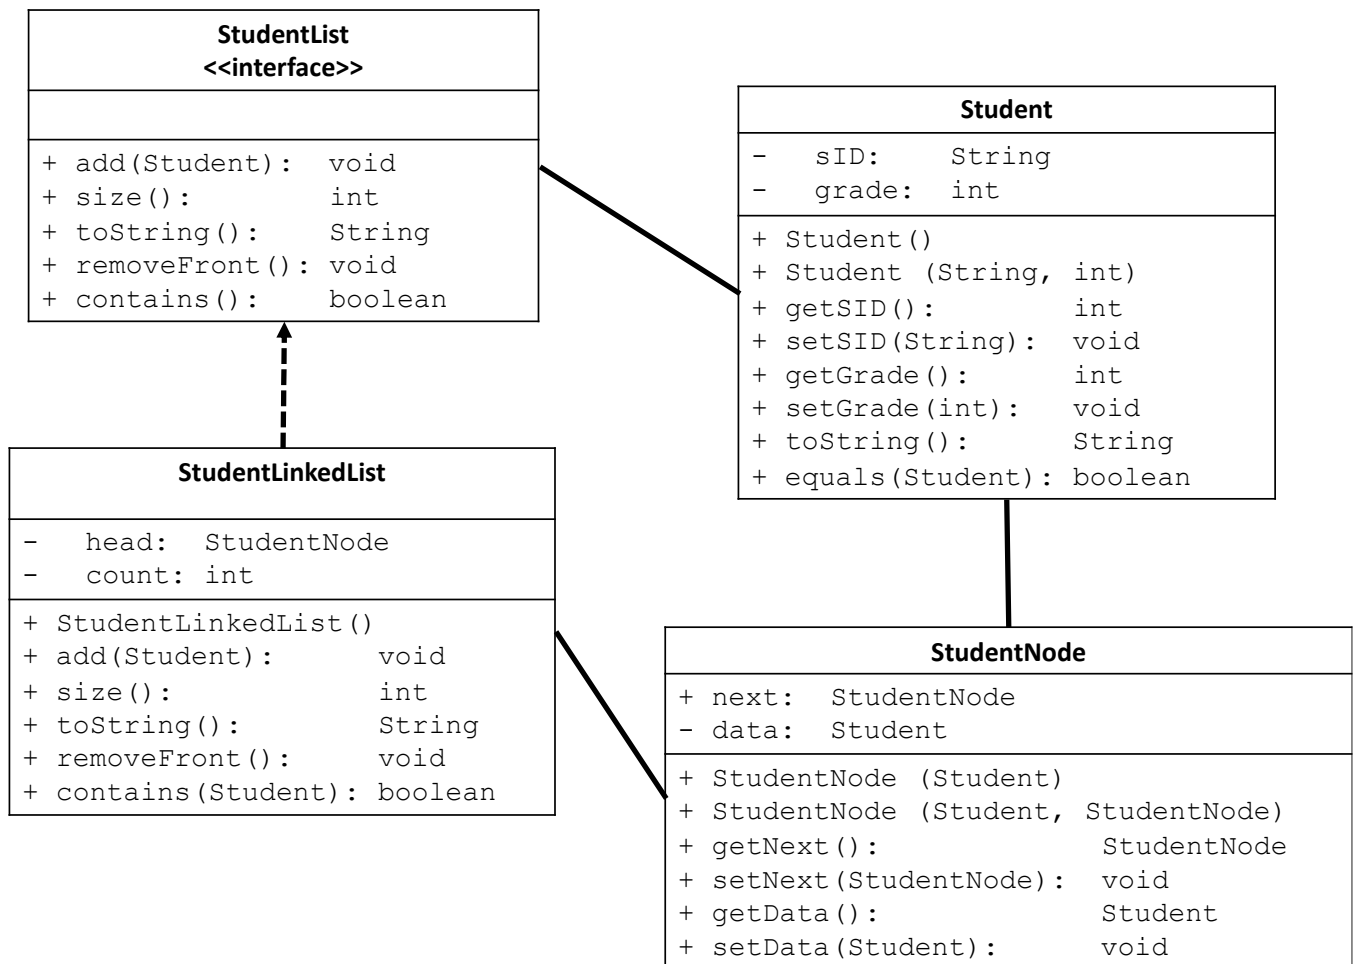 StudentList
<<interface>>
+ add(Student): void
+ size(): int
+ toString(): String
+ removeFront(): void
+ contains(): boolean
Student
- sID: String
- grade: int
+ Student()
+ Student (String, int)
+ getSID(): int
+ setSID(String): void
+ getGrade(): int
+ setGrade(int): void
+ toString(): String
+ equals(Student): boolean
StudentLinkedList
- head: StudentNode
- count: int
+ StudentLinkedList()
+ add(Student): void
+ size(): int
+ toString(): String
+ removeFront(): void
+ contains(Student): boolean
StudentNode
+ next: StudentNode
- data: Student
+ StudentNode (Student)
+ StudentNode (Student, StudentNode)
+ getNext(): StudentNode
+ setNext(StudentNode): void
+ getData(): Student
+ setData(Student): void